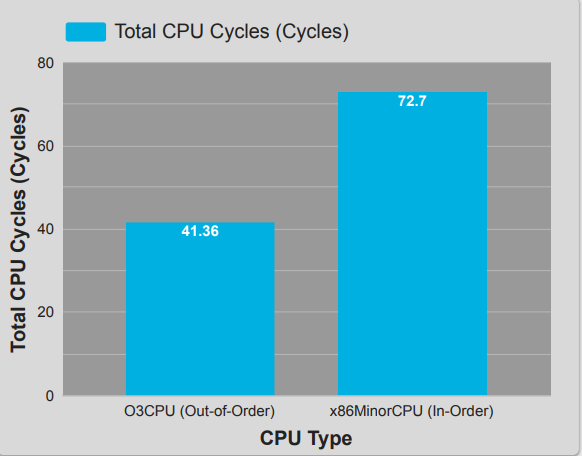 Total CPU Cycles (Cycles)
Total CPU Cycles (Cycles)
80
60
40
20
0
72.7
41.36
O3CPU (Out-of-Order)
x86MinorCPU (In-Order)
CPU Type